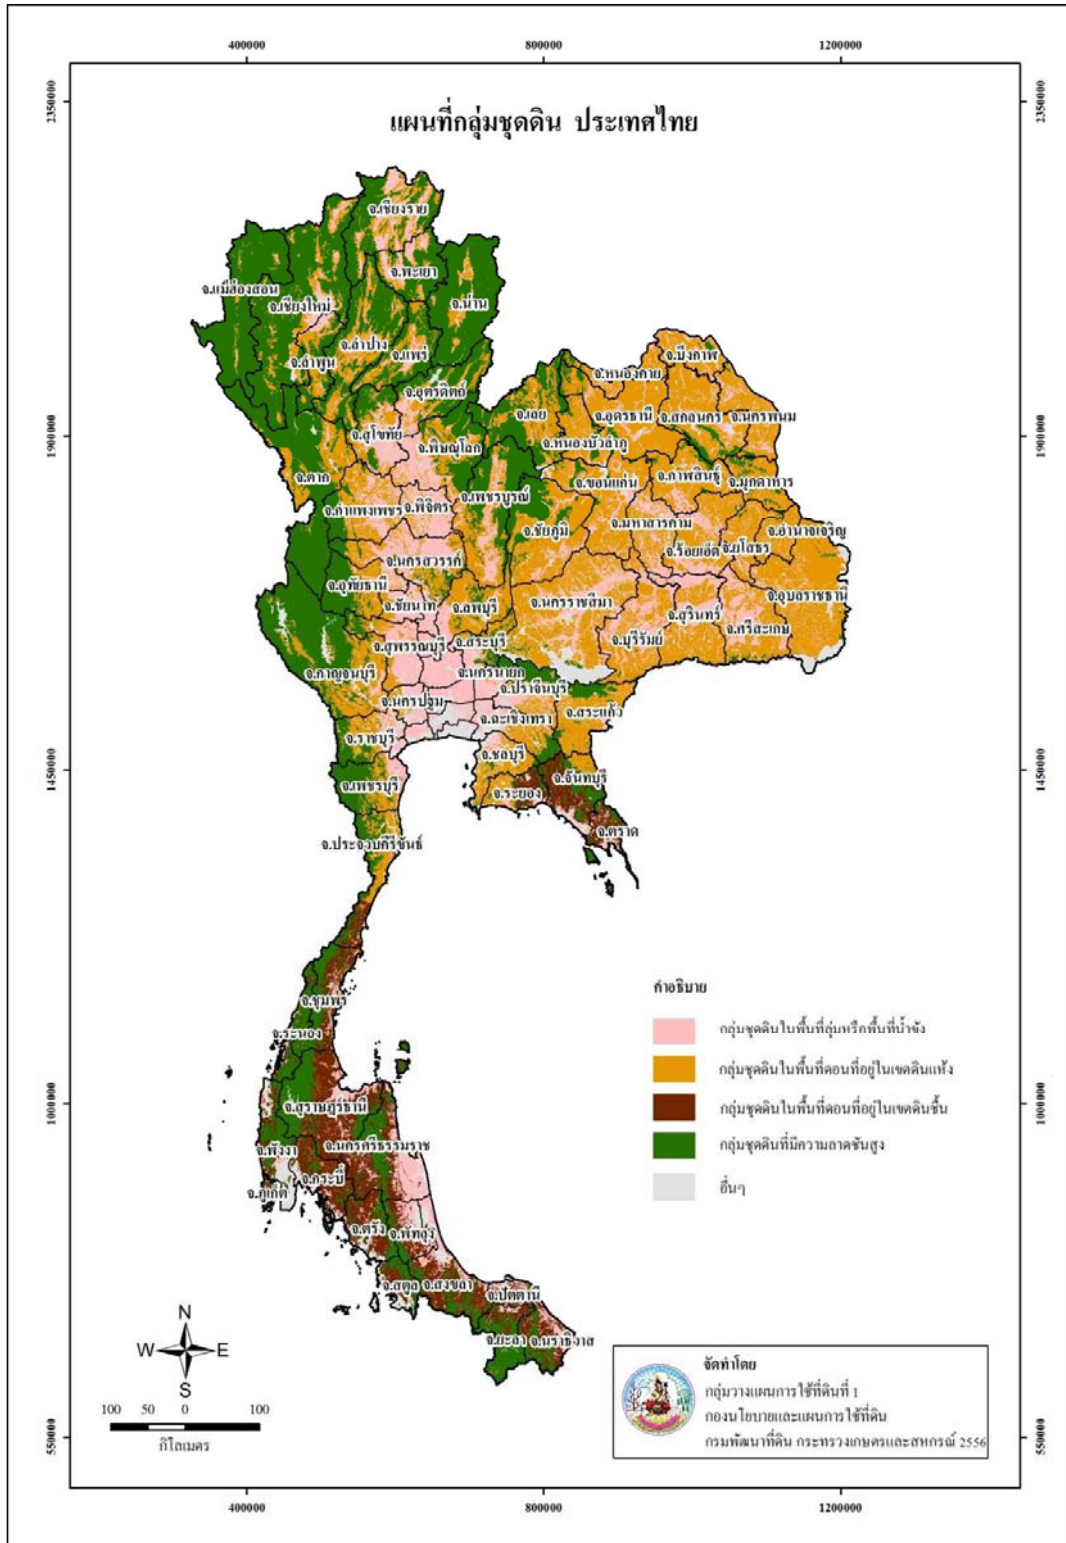 400000
800000
1200000
2350000
2350000
แผนที่กลุ่มชุดดิน ประเทศไทย
จ.เชียงราย
จ.พะเยา
จ.แม่ฮ่องสอน
จ.เชียงใหม่
จ.น่าน
จ.ลำปาง
จ.แพร่
จ.ลำพูน
จ.อุตรดิตถ์
จ.บึงกาฬ
จ.หนองคาย
จ.เลย
จ.อุดรธานี
จ.สกลนคร
จ.นครพนม
1900000
1900000
จ.สุโขทัย
จ.พิษณุโลก
จ.หนองบัวลำภู
จ.ตาก
จ.ขอนแก่น
จ.กาฬสินธุ์
จ.มุกดาหาร
จ.กำแพงเพชร
จ.พิจิตร
จ.เพชรบูรณ์
จ.ชัยภูมิ
จ.มหาสารคาม
จ.ร้อยเอ็ด
จ.ยโสธร
จ.อำนาจเจริญ
จ.นครสวรรค์
จ.อุทัยธานี
จ.ชัยนาท
จ.ลพบุรี
จ.นครราชสีมา
จ.สุรินทร์
จ.อุบลราชธานี
จ.บุรีรัมย์
จ.ศรีสะเกษ
จ.สุพรรณบุรี
จ.สระบุรี
จ.กาญจนบุรี
จ.นครนายก
จ.ปราจีนบุรี
จ.นครปฐม
จ.ฉะเชิงเทรา
จ.สระแก้ว
จ.ราชบุรี
จ.ชลบุรี
1450000
1450000
จ.เพชรบุรี
จ.ระยอง
จ.จันทบุรี
จ.ตราด
จ.ประจวบคีรีขันธ์
จ.ชุมพร
จ.ระนอง
จ.สุราษฎร์ธานี
จ.นครศรีธรรมราช
จ.พังงา
จ.กระบี่
จ.ภูเก็ต
จ.ตรัง
จ.พัทลุง
จ.สตูล
จ.สงขลา
จ.ปัตตานี
จ.ยะลา
จ.นราธิวาส
คำอธิบาย
กลุ่มชุดดินในพื้นที่ลุ่มหรือพื้นที่น้ำขัง
กลุ่มชุดดินในพื้นที่ดอนที่อยู่ในเขตดินแห้ง
กลุ่มชุดดินในพื้นที่ดอนที่อยู่ในเขตดินชื้น
กลุ่มชุดดินที่มีความลาดชันสูง
อื่นๆ
1000000
1000000
N
W
E
S
100 50 0 100
กิโลเมตร
จัดทำโดย
กลุ่มวางแผนการใช้ที่ดินที่ 1
กองนโยบายและแผนการใช้ที่ดิน
กรมพัฒนาที่ดิน กระทรวงเกษตรและสหกรณ์ 2556
550000
550000
400000
800000
1200000